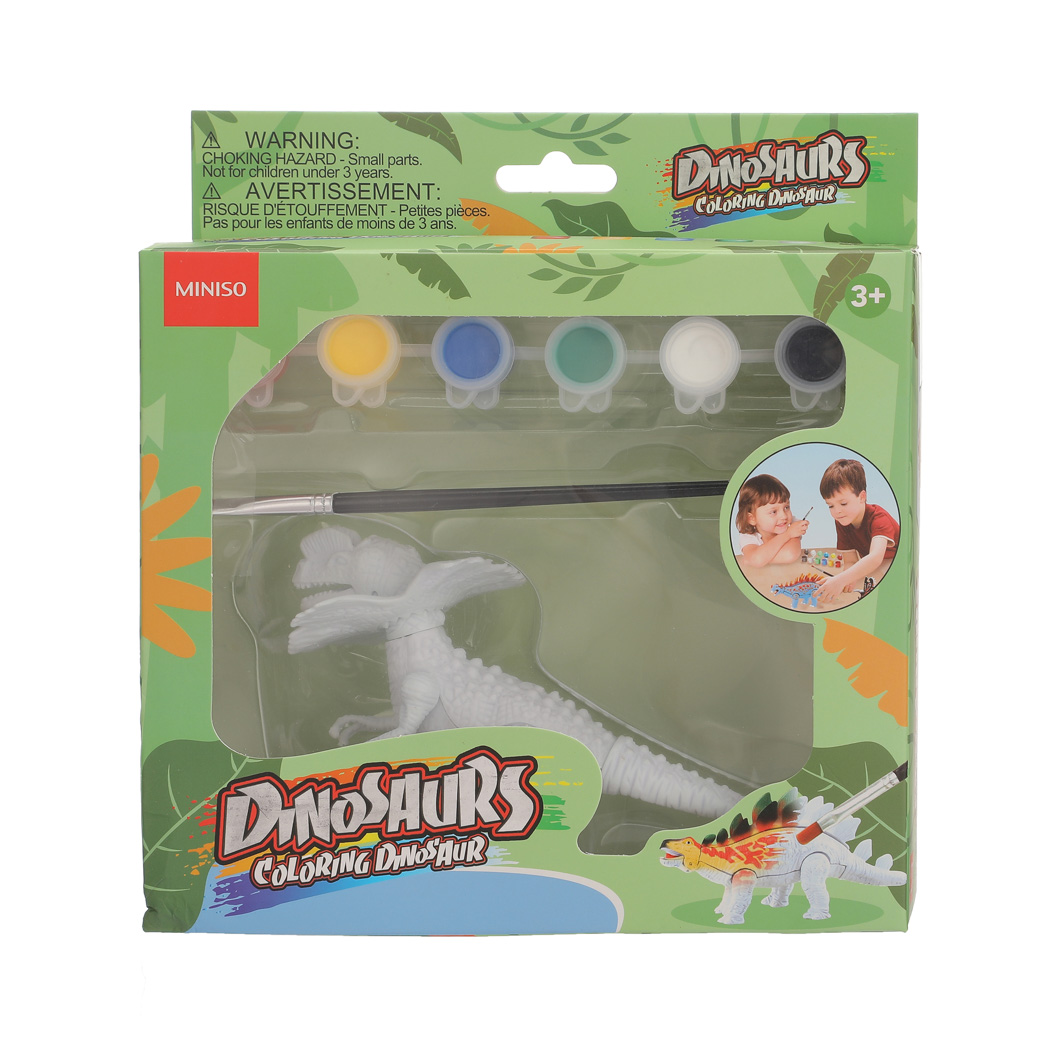 WARNING:
CHOKING HAZARD - Small parts.
Not for children under 3 years.
AVERTISSEMENT:
RISQUE D'ÉTOUFFEMENT - Petites pièces.
Pas pour les enfants de moins de 3 ans.
DINOSAURS
COLORING DINOSAUR
MINISO
3+
DINOSAURS
COLORING DINOSAUR